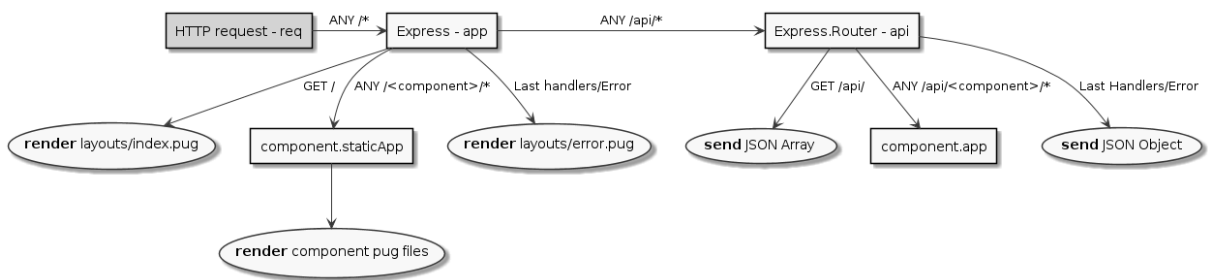 HTTP request - req
ANY /*
Express - app
ANY /api/*
Express.Router - api
GET /
ANY /<component>/*
Last handlers/Error
GET /api/
ANY /api/<component>/*
Last Handlers/Error
render layouts/index.pug
component.staticApp
render layouts/error.pug
send JSON Array
component.app
send JSON Object
render component pug files